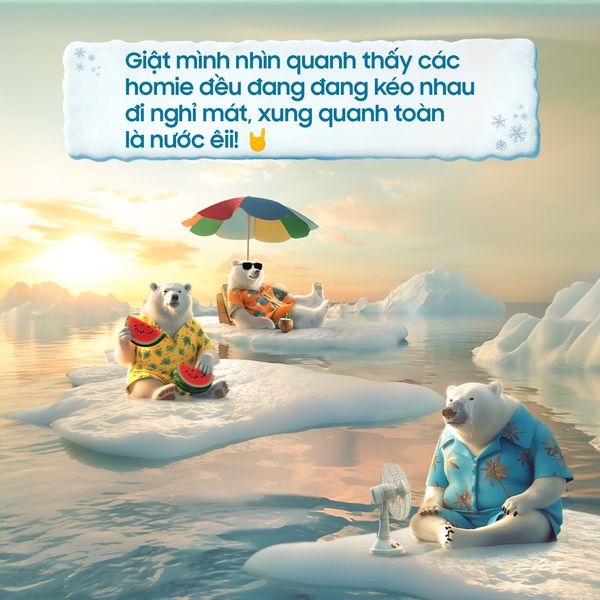 Giật mình nhìn quanh thấy các
homie đều đang đang kéo nhau
đi nghỉ mát, xung quanh toàn
là nước êii! 🤘